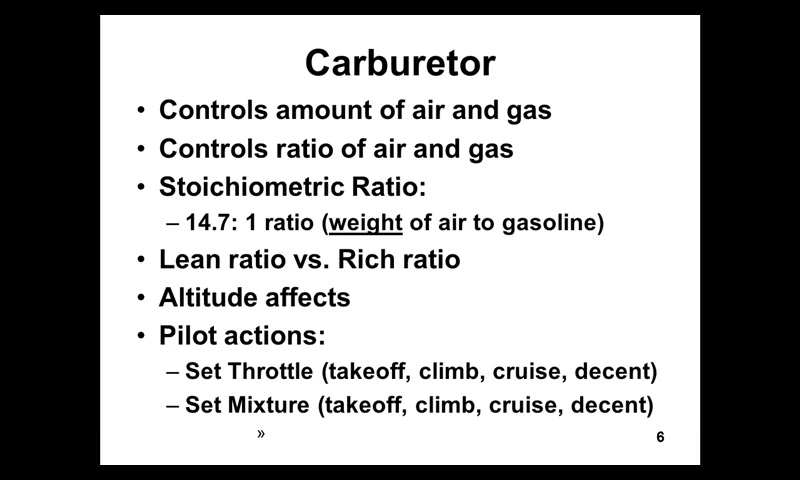 Carburetor
• Controls amount of air and gas
• Controls ratio of air and gas
• Stoichiometric Ratio:
– 14.7: 1 ratio (weight of air to gasoline)
• Lean ratio vs. Rich ratio
• Altitude affects
• Pilot actions:
– Set Throttle (takeoff, climb, cruise, decent)
– Set Mixture (takeoff, climb, cruise, decent)
» 6